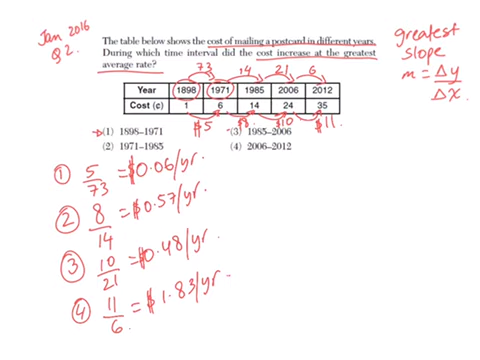 Jan 2016
Q2.
The table below shows the cost of mailing a postcard in different years.
During which time interval did the cost increase at the greatest
average rate?
greatest
slope
m = Δy
Δx
73 14 21 6
Year 1898 1971 1985 2006 2012
Cost (¢) 1 6 14 24 35
$5 $8 $10 $11
(1) 1898–1971 (3) 1985–2006
(2) 1971–1985 (4) 2006–2012
① 5/73 = $0.06/yr.
② 8/14 = $0.57/yr.
③ 10/21 = $0.48/yr.
④ 11/6 = $1.83/yr.